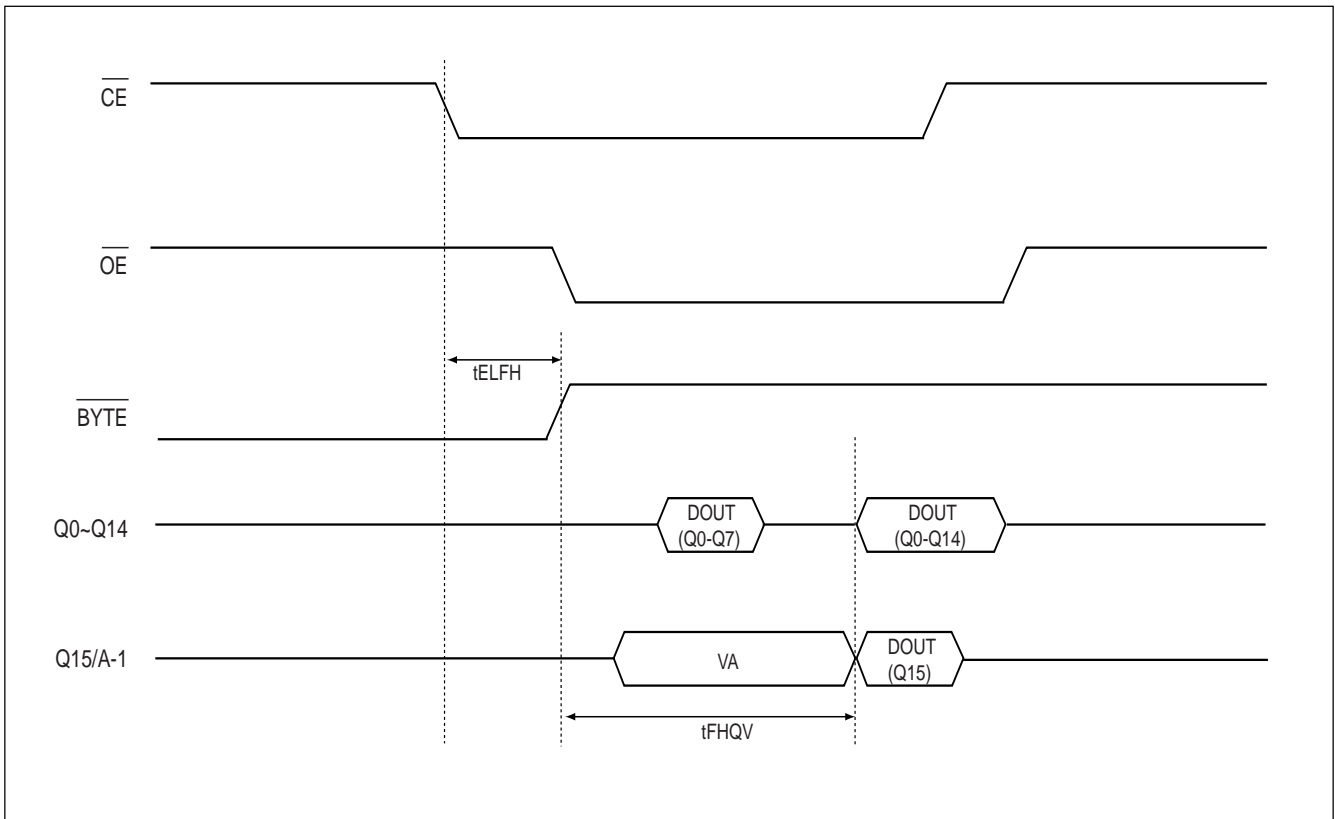 CE
OE
tELFH
BYTE
Q0~Q14
DOUT
(Q0-Q7)
DOUT
(Q0-Q14)
Q15/A-1
VA
DOUT
(Q15)
tFHQV